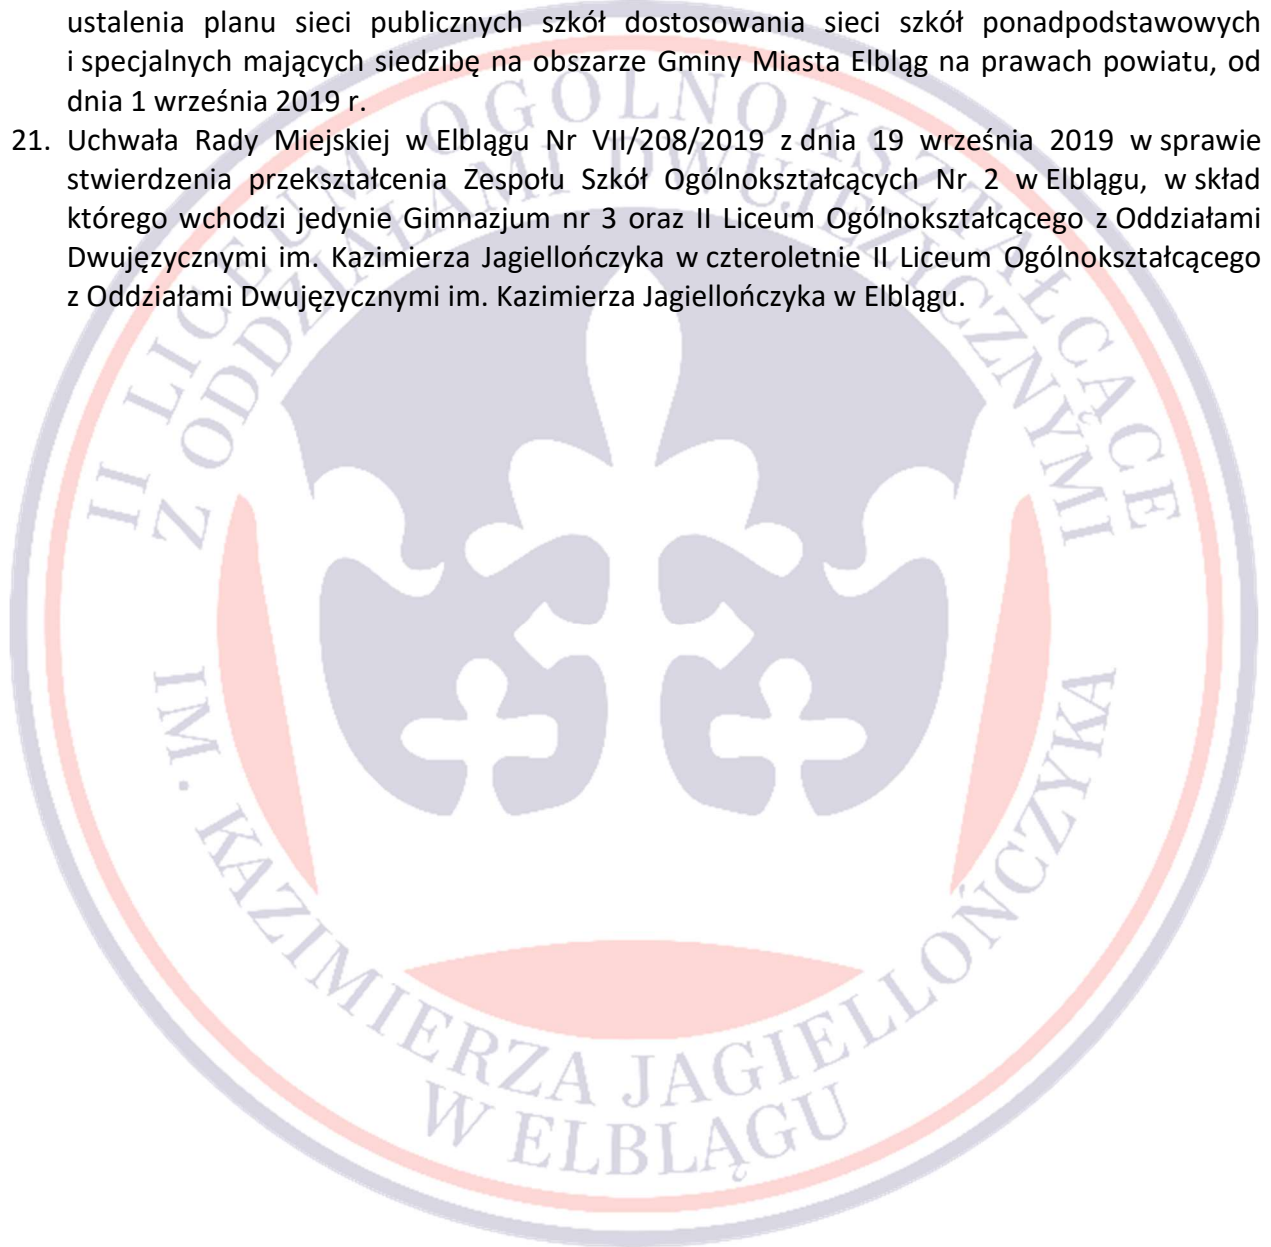 ustalenia planu sieci publicznych szkół dostosowania sieci szkół ponadpodstawowych
i specjalnych mających siedzibę na obszarze Gminy Miasta Elbląg na prawach powiatu, od
dnia 1 września 2019 r.
21. Uchwała Rady Miejskiej w Elblągu Nr VII/208/2019 z dnia 19 września 2019 w sprawie
stwierdzenia przekształcenia Zespołu Szkół Ogólnokształcących Nr 2 w Elblągu, w skład
którego wchodzi jedynie Gimnazjum nr 3 oraz II Liceum Ogólnokształcącego z Oddziałami
Dwujęzycznymi im. Kazimierza Jagiellończyka w czteroletnie II Liceum Ogólnokształcącego
z Oddziałami Dwujęzycznymi im. Kazimierza Jagiellończyka w Elblągu.
II LICEUM OGÓLNOKSZTAŁCĄCE
Z ODDZIAŁAMI DWUJĘZYCZNYMI
IM. KAZIMIERZA JAGIELLOŃCZYKA
W ELBLĄGU